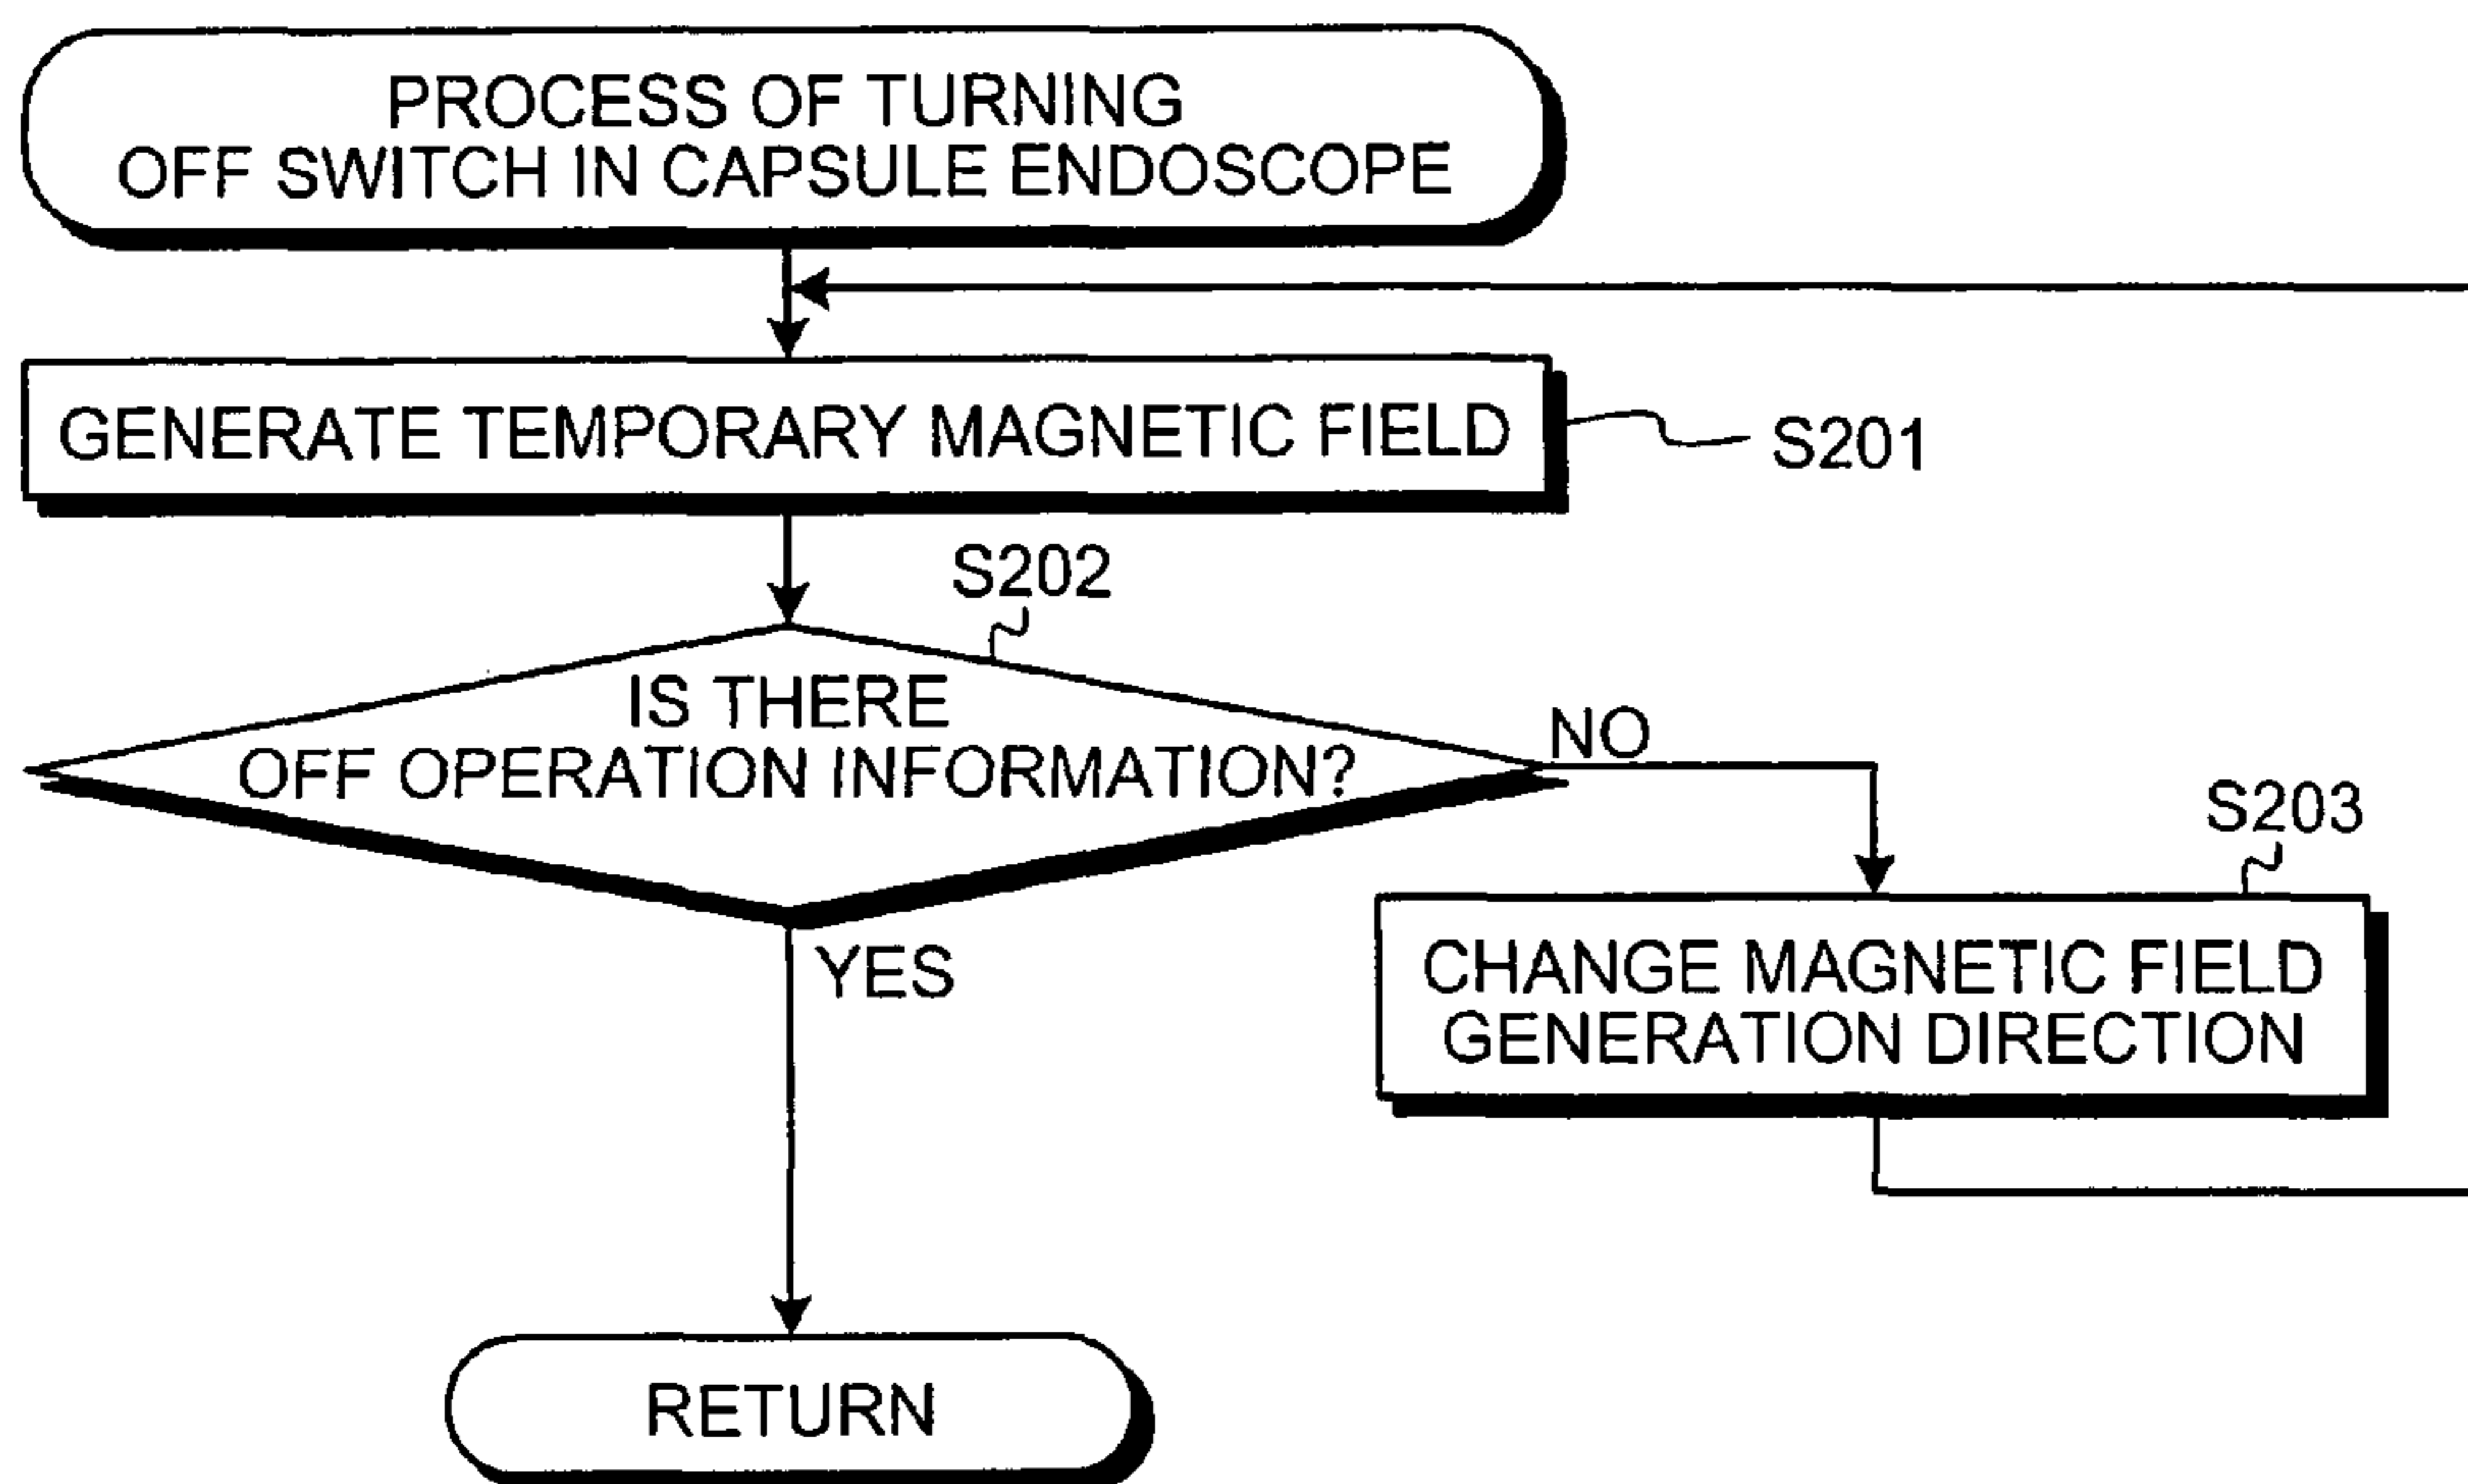 PROCESS OF TURNING
OFF SWITCH IN CAPSULE ENDOSCOPE
GENERATE TEMPORARY MAGNETIC FIELD
S201
S202
IS THERE
OFF OPERATION INFORMATION?
NO
S203
CHANGE MAGNETIC FIELD
GENERATION DIRECTION
YES
RETURN